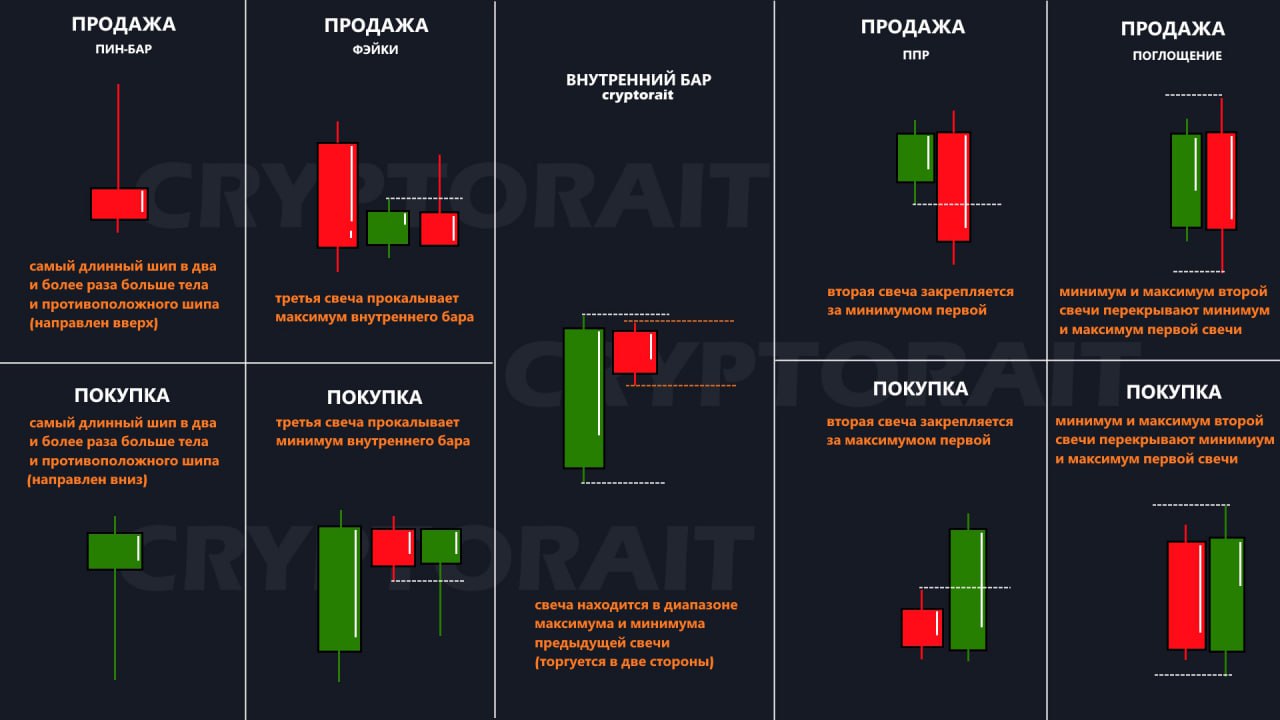 ПРОДАЖА
ПИН-БАР
самый длинный шип в два
и более раза больше тела
и противоположного шипа
(направлен вверх)
ПОКУПКА
самый длинный шип в два
и более раза больше тела
и противоположного шипа
(направлен вниз)
ПРОДАЖА
ФЭЙКИ
третья свеча прокалывает
максимум внутреннего бара
ПОКУПКА
третья свеча прокалывает
минимум внутреннего бара
ВНУТРЕННИЙ БАР
cryptorait
свеча находится в диапазоне
максимума и минимума
предыдущей свечи
(торгуется в две стороны)
ПРОДАЖА
ППР
вторая свеча закрепляется
за минимумом первой
ПОКУПКА
вторая свеча закрепляется
за максимумом первой
ПРОДАЖА
ПОГЛОЩЕНИЕ
минимум и максимум второй
свечи перекрывают минимум
и максимум первой свечи
ПОКУПКА
минимум и максимум второй
свечи перекрывают минимиум
и максимум первой свечи
CRYPTORAIT
CRYPTORAIT
CRYPTORAIT